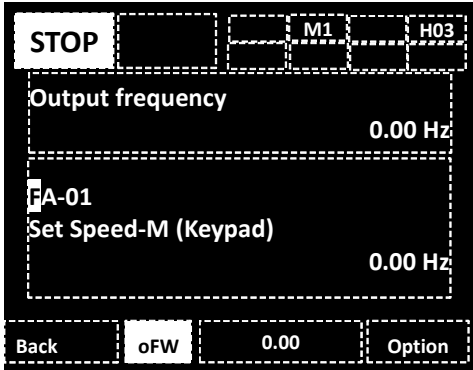 STOP M1 H03
Output frequency
0.00 Hz
FA-01
Set Speed-M (Keypad)
0.00 Hz
Back oFW 0.00 Option